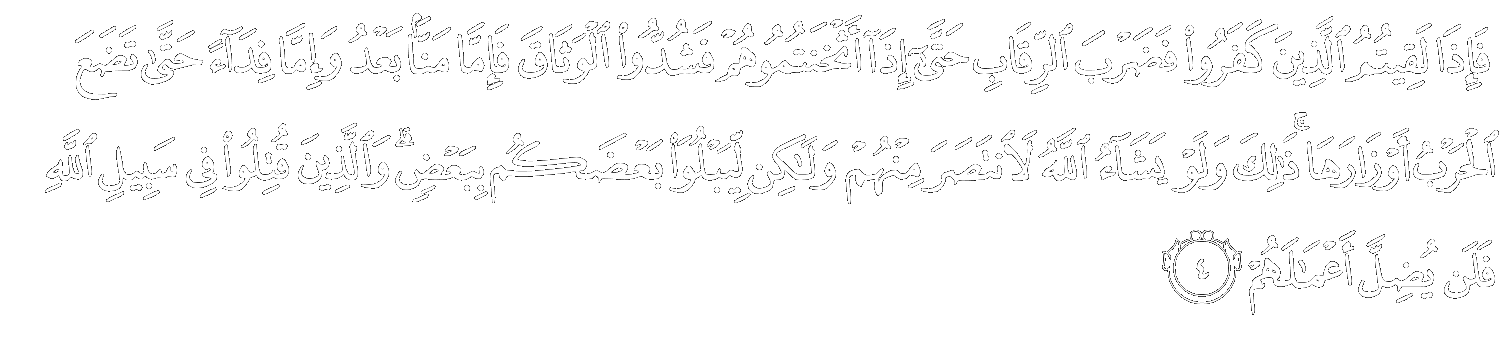 فَإِذَا لَقِيتُمُ ٱلَّذِينَ كَفَرُوا۟ فَضَرْبَ ٱلرِّقَابِ حَتَّىٰٓ إِذَآ أَثْخَنتُمُوهُمْ فَشُدُّوا۟ ٱلْوَثَاقَ فَإِمَّا مَنًّۢا بَعْدُ وَإِمَّا فِدَآءً حَتَّىٰ تَضَعَ
ٱلْحَرْبُ أَوْزَارَهَا ۚ ذَٰلِكَ وَلَوْ يَشَآءُ ٱللَّهُ لَٱنتَصَرَ مِنْهُمْ وَلَـٰكِن لِّيَبْلُوَا۟ بَعْضَكُم بِبَعْضٍ ۗ وَٱلَّذِينَ قُتِلُوا۟ فِى سَبِيلِ ٱللَّهِ
فَلَن يُضِلَّ أَعْمَـٰلَهُمْ ٤